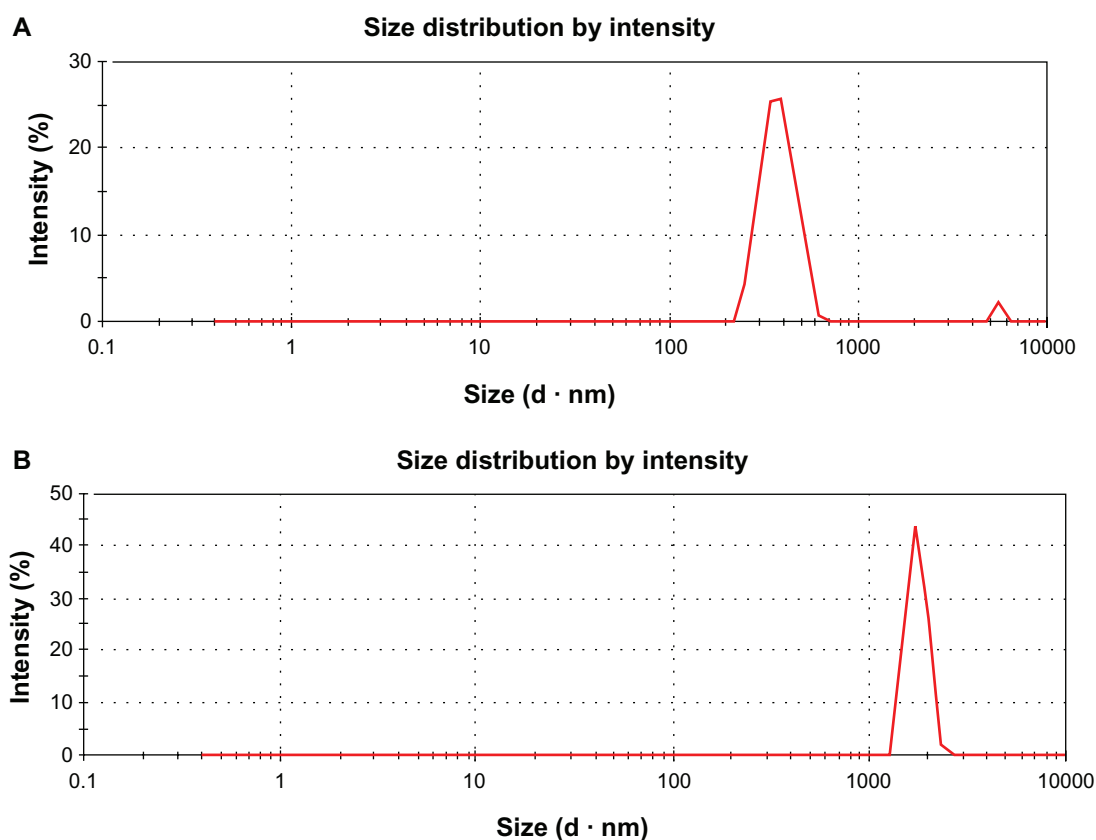 A
Size distribution by intensity
30
20
10
0
Intensity (%)
0.1 1 10 100 1000 10000
Size (d · nm)
B
Size distribution by intensity
50
40
30
20
10
0
Intensity (%)
0.1 1 10 100 1000 10000
Size (d · nm)